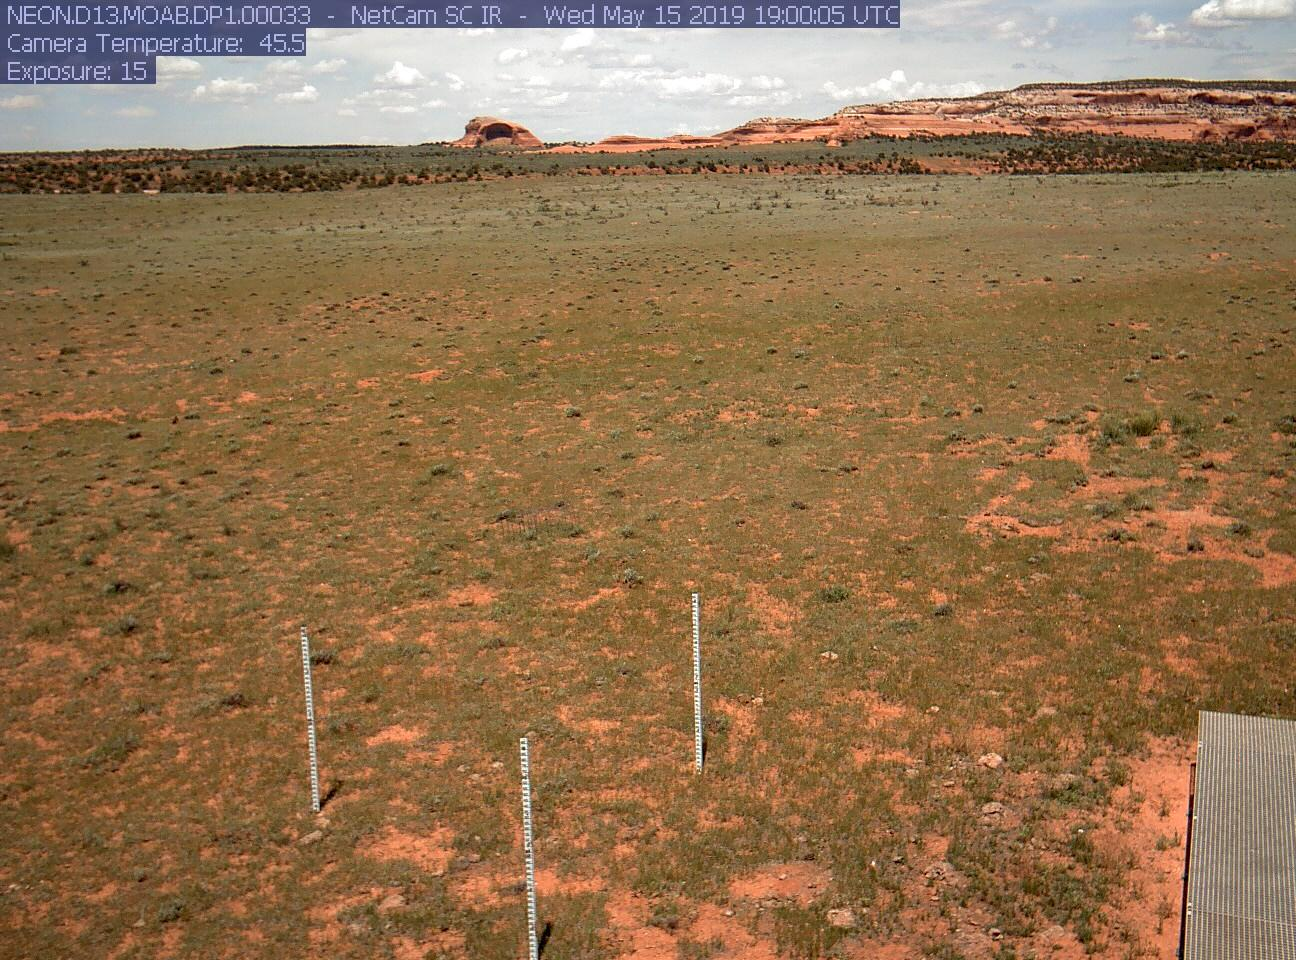 NEON.D13.MOAB.DP1.00033 - NetCam SC IR - Wed May 15 2019 19:00:05 UTC
Camera Temperature: 45.5
Exposure: 15